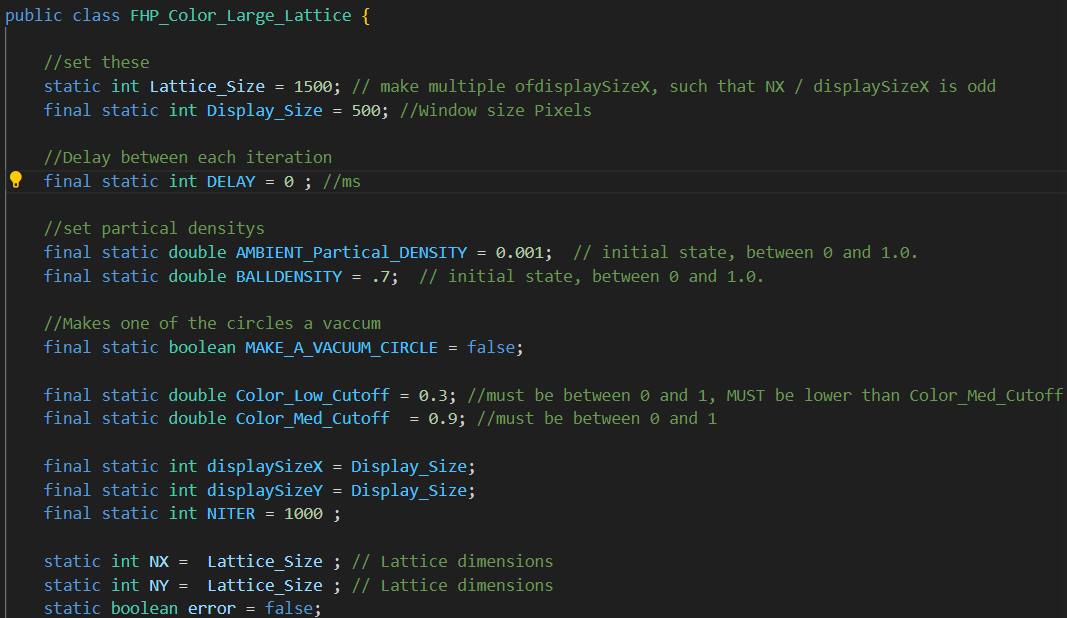 public class FHP_Color_Large_Lattice {
//set these
static int Lattice_Size = 1500; // make multiple ofdisplaySizeX, such that NX / displaySizeX is odd
final static int Display_Size = 500; //Window size Pixels
//Delay between each iteration
final static int DELAY = 0 ; //ms
//set partical densitys
final static double AMBIENT_Partical_DENSITY = 0.001;  // initial state, between 0 and 1.0.
final static double BALLDENSITY = .7;  // initial state, between 0 and 1.0.
//Makes one of the circles a vaccum
final static boolean MAKE_A_VACUUM_CIRCLE = false;
final static double Color_Low_Cutoff = 0.3; //must be between 0 and 1, MUST be lower than Color_Med_Cutoff
final static double Color_Med_Cutoff  = 0.9; //must be between 0 and 1
final static int displaySizeX = Display_Size;
final static int displaySizeY = Display_Size;
final static int NITER = 1000 ;
static int NX =  Lattice_Size ; // Lattice dimensions
static int NY =  Lattice_Size ; // Lattice dimensions
static boolean error = false;